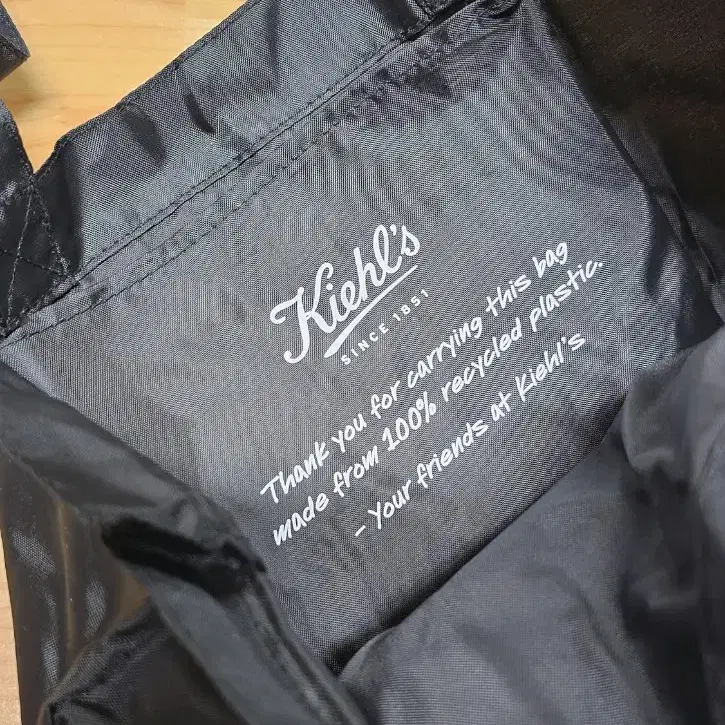 Kiehl's
SINCE 1851
Thank you for carrying this bag
made from 100% recycled plastic.
- Your friends at Kiehl's